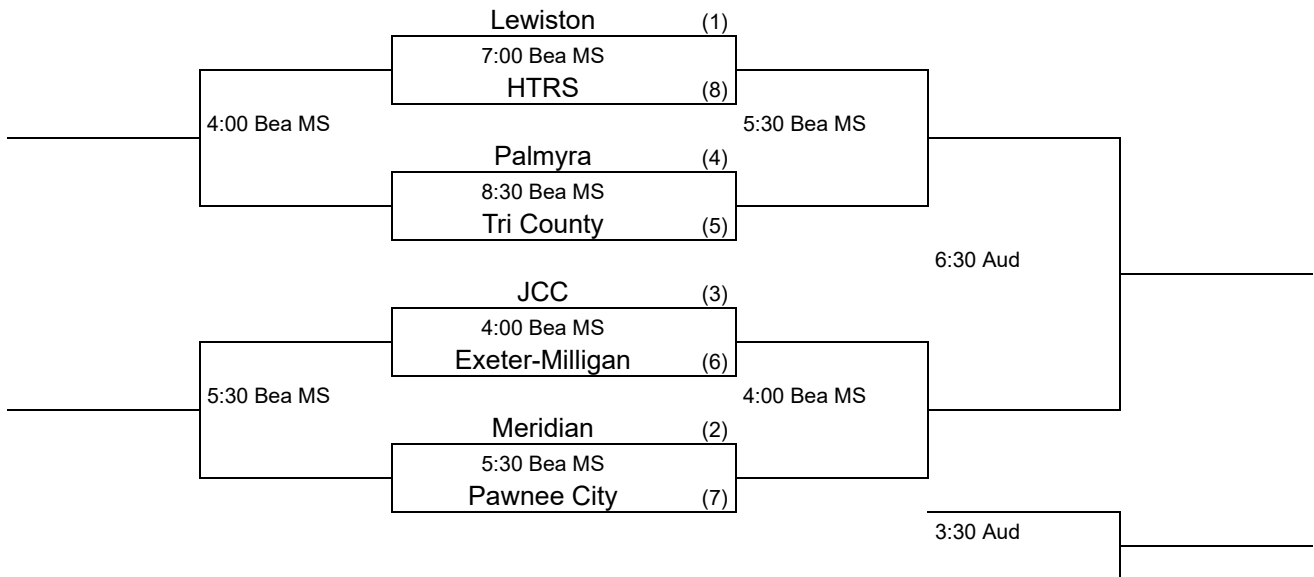 Lewiston (1)
7:00 Bea MS
HTRS (8)
4:00 Bea MS
5:30 Bea MS
Palmyra (4)
8:30 Bea MS
Tri County (5)
6:30 Aud
JCC (3)
4:00 Bea MS
Exeter-Milligan (6)
5:30 Bea MS
4:00 Bea MS
Meridian (2)
5:30 Bea MS
Pawnee City (7)
3:30 Aud